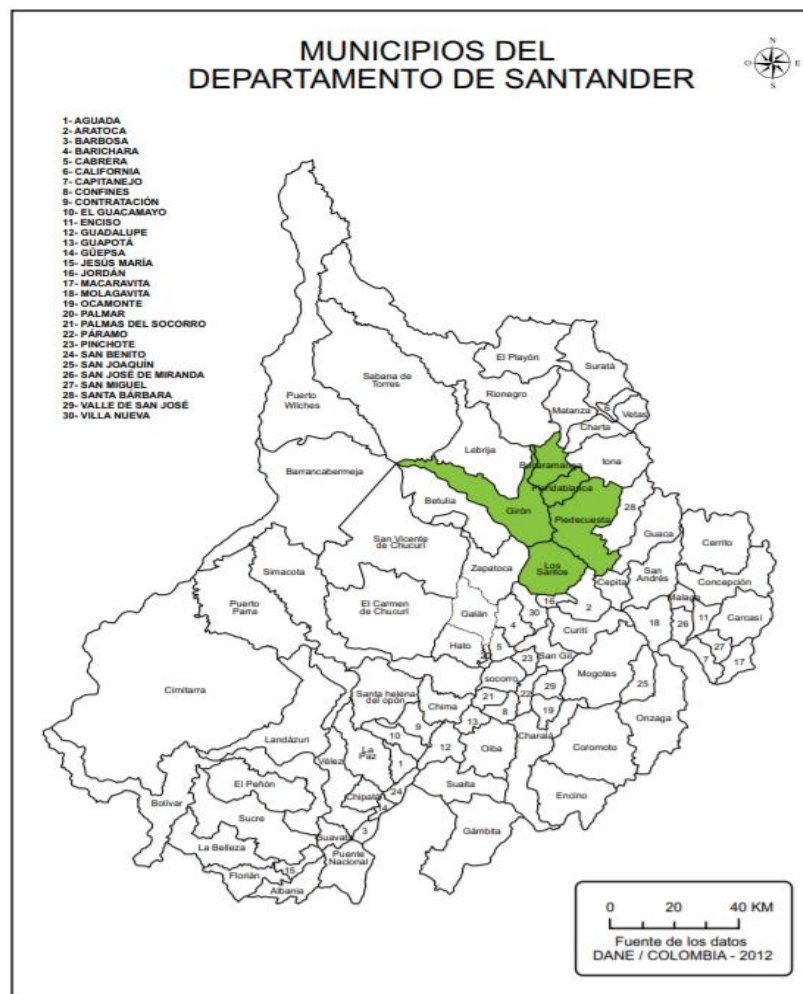 MUNICIPIOS DEL
DEPARTAMENTO DE SANTANDER
N
O
E
S
1- AGUADA
2- ARATOCA
3- BARBOSA
4- BARICHARA
5- CABRERA
6- CALIFORNIA
7- CAPITANEJO
8- CONFINES
9- CONTRATACIÓN
10- EL GUACAMAYO
11- ENCISO
12- GUADALUPE
13- GUAPOTÁ
14- GÜEPSA
15- JESÚS MARÍA
16- JORDÁN
17- MACARAVITA
18- MOLAGAVITA
19- OCAMONTE
20- PALMAR
21- PALMAS DEL SOCORRO
22- PÁRAMO
23- PINCHOTE
24- SAN BENITO
25- SAN JOAQUÍN
26- SAN JOSÉ DE MIRANDA
27- SAN MIGUEL
28- SANTA BÁRBARA
29- VALLE DE SAN JOSÉ
30- VILLA NUEVA
El Playón
Suratá
Sabana de
Torres
Rionegro
Puerto
Wilches
Matanza
6
Vetas
Charta
Lebrija
Bucaramanga
tona
Barrancabermeja
Floridablanca
Betulia
Girón
Piedecuesta
28
Guaca
San Vicente
de Chucurí
Cerrito
Zapatoca
Los
Santos
Simacota
Cepita
San
Andrés
Concepción
Puerto
Parra
El Carmen
de Chucurí
Galán
16
2
Malaga
30
11
Carcasí
4
Curití
18
26
Hato
5
27
20
23
San Gil
7
17
Cimitarra
socorro
Mogotes
Santa helena
del opón
21
22
29
25
Chima
8
19
Onzaga
9
13
Landázuri
10
Charalá
La
Paz
12
Oiba
Coromoto
Vélez
1
El Peñón
Suaita
Encino
Bolívar
Chipatá
24
Sucre
14
Guavatá
3
Gámbita
La Belleza
Puente
Nacional
15
Florián
Albania
0 20 40 KM
Fuente de los datos
DANE / COLOMBIA - 2012